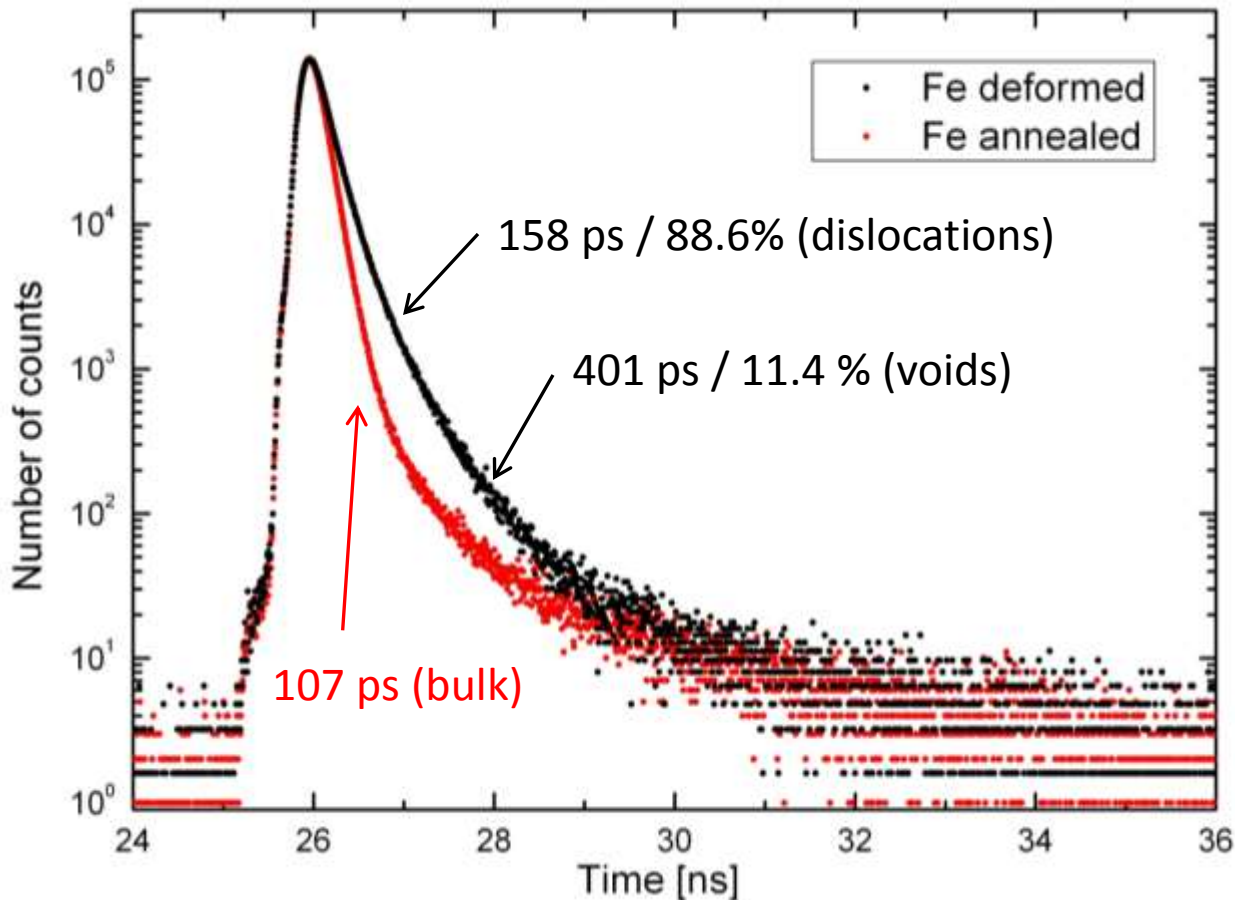 Fe deformed
Fe annealed
158 ps / 88.6% (dislocations)
401 ps / 11.4 % (voids)
107 ps (bulk)
Number of counts
10⁵
10⁴
10³
10²
10¹
10⁰
24 26 28 30 32 34 36
Time [ns]